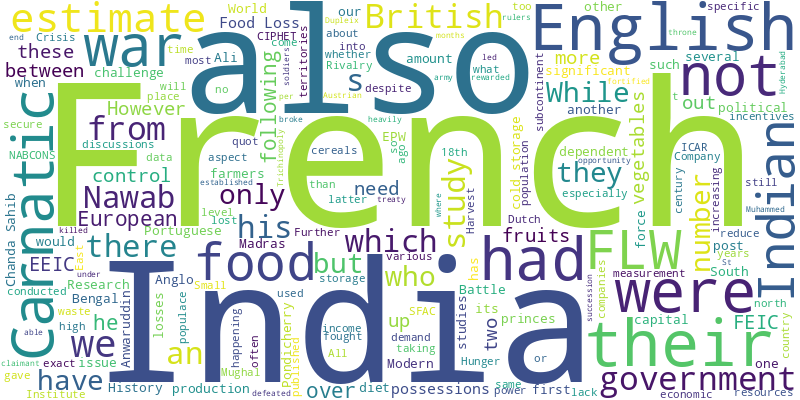 French
India
also
English
Indian
Carnatic
FLW
food
had
were
their
not
war
estimate
British
government
Nawab
from
European
between
these
However
challenge
Crisis
Food Loss
World
CIPHET
our
Dupleix
rulers
other
specific
too
throne
end
time
most
Ali
about
come
into
months
led
when
will
no
Rivalry
amount
what
soldiers
whether
territories
army
rewarded
more
several
significant
such
t
incentives
Hyderabad
place
following
s
despite
Austrian
per
fortified
While
out
political
secure
discussions
quot
broke
heavily
subcontinent
another
NABCONS
data
aspect
cereals
EPW
so
ago
18th
cold storage
dependent
ICAR
Company
control
farmers
Trichinopoly
than
latter
study
population
they
especially
opportunity
century
increasing
still
vegetables
number
Chanda Sahib
only
need
established
treaty
where
Muhammed
level
lost
his
which
Harvest
fruits
force
killed
would
EEIC
there
Portuguese
Madras
Further
Dutch
various
who
post
reduce
years
under
Research
Bengal
Anglo
Small
but
Battle
its
has
measurement
St
South
conducted
waste
losses
populace
Anwaruddin
happening
used
storage
SFAC
studies
two
companies
succession
FEIC
north
we
high
he
East
issue
exact
an
often
Mughal
Pondicherry
published
income
fought
up
demand
taking
princes
capital
country
able
gave
have
History
over
All
Modern
Hunger
or
one
claimant
Institute
production
defeated
diet
possessions
same
power
first
lack
economic
resources